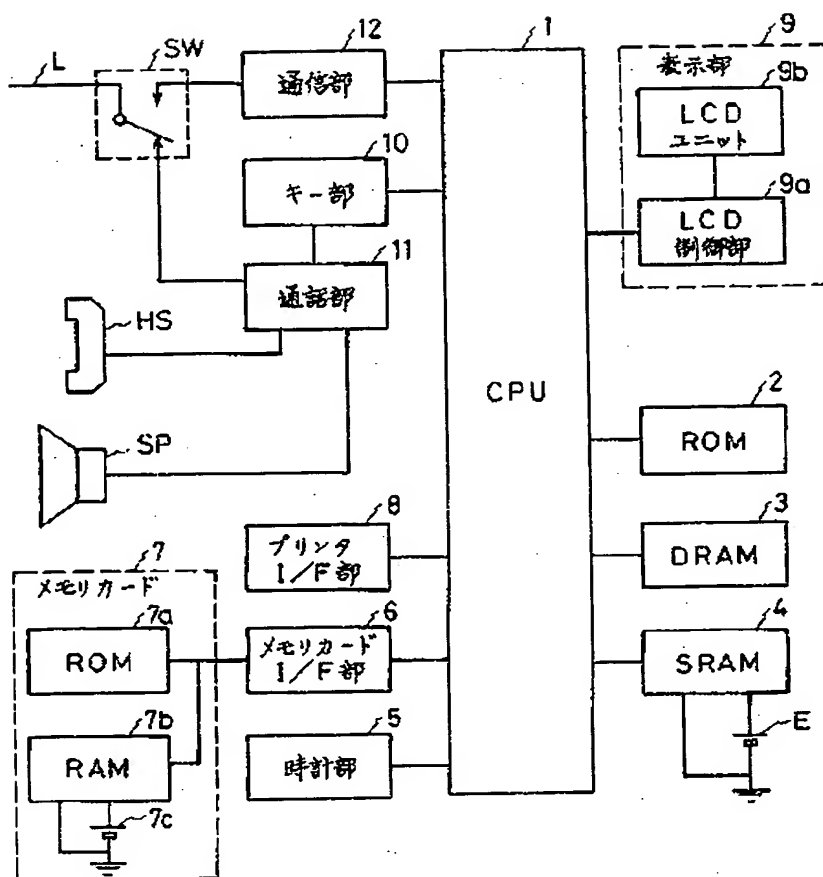 L
SW
12
通信部
10
キー部
11
通話部
HS
SP
1
CPU
9
表示部
9b
LCD
ユニット
9a
LCD
制御部
2
ROM
3
DRAM
4
SRAM
E
8
プリンタ
I/F部
7
メモリカード
7a
ROM
7b
RAM
7c
6
メモリカード
I/F部
5
時計部